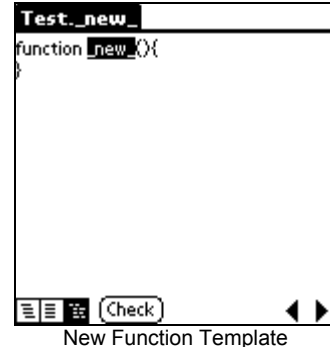 Test._new_
function _new_(){
}
Check
New Function Template